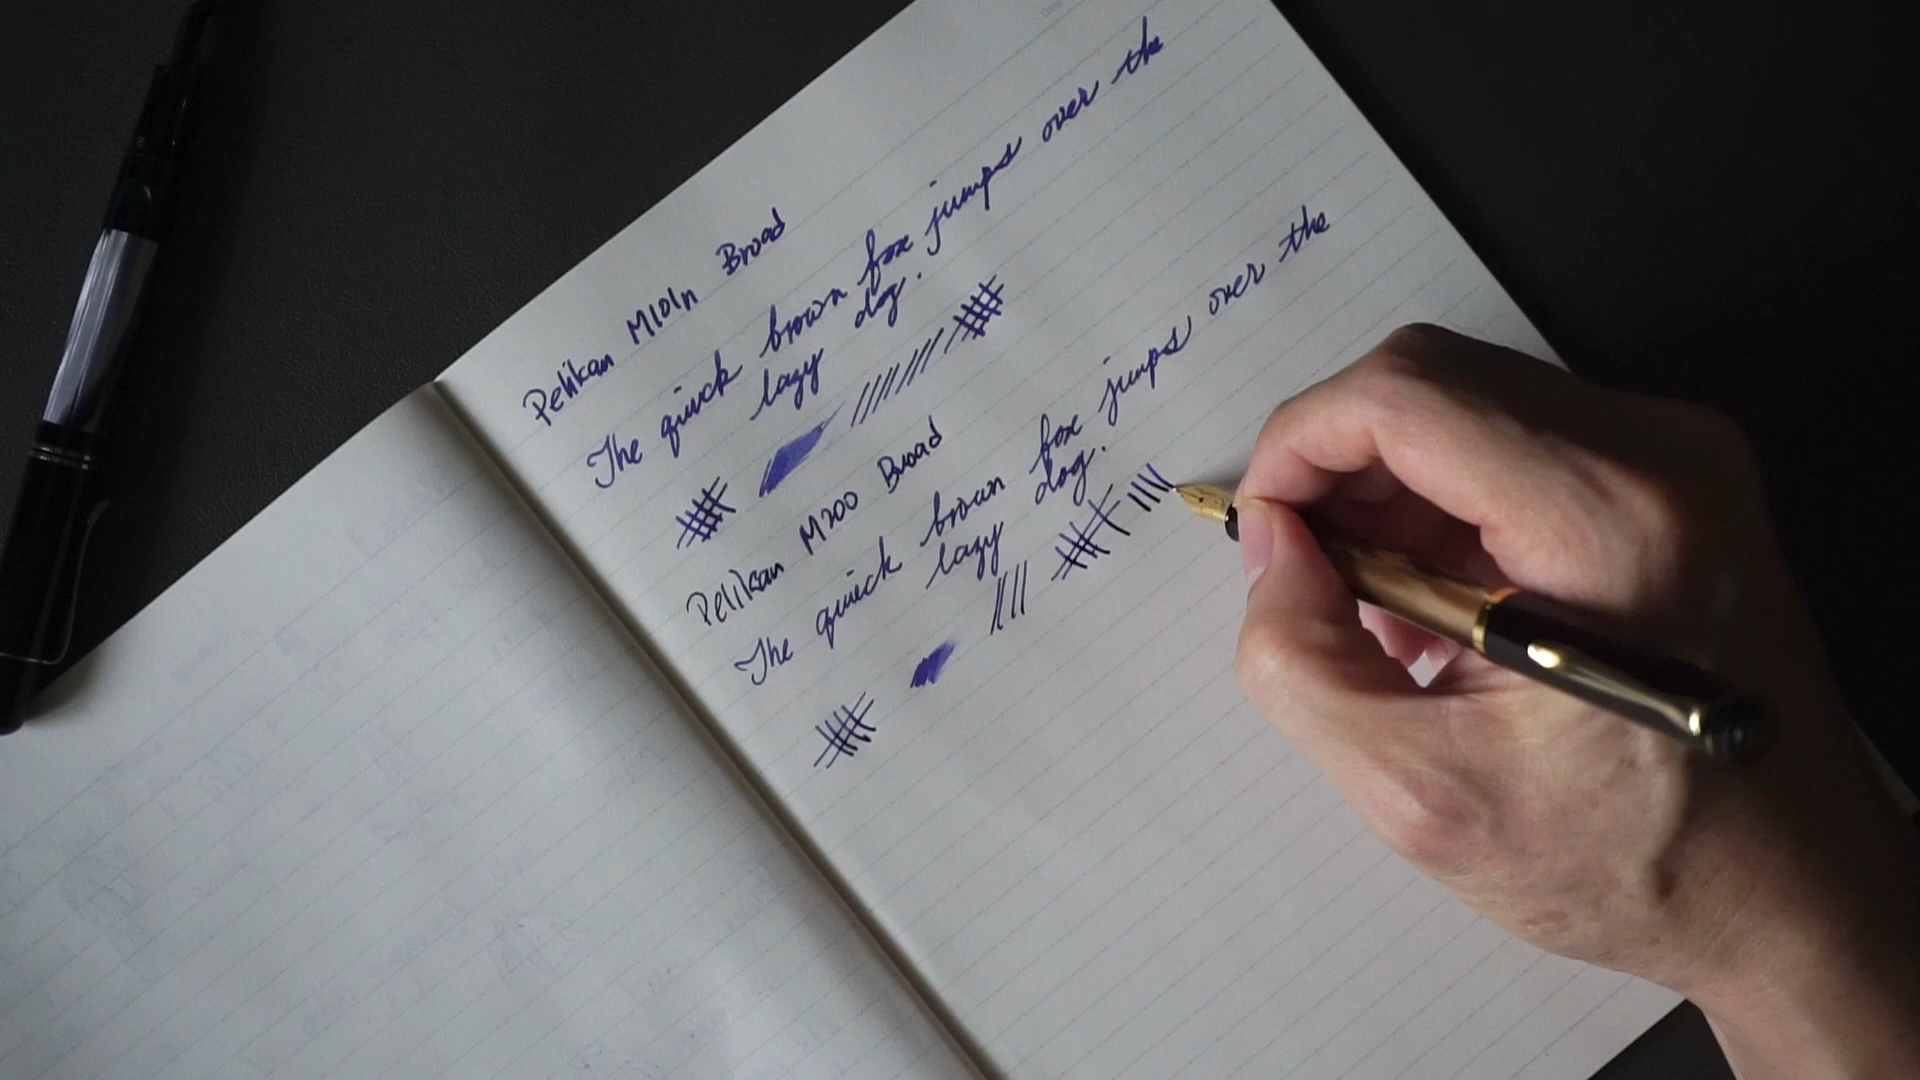 Pelikan M101n Broad
The quick brown fox jumps over the
lazy dog.
Pelikan M200 Broad
The quick brown fox jumps over the
lazy dog.